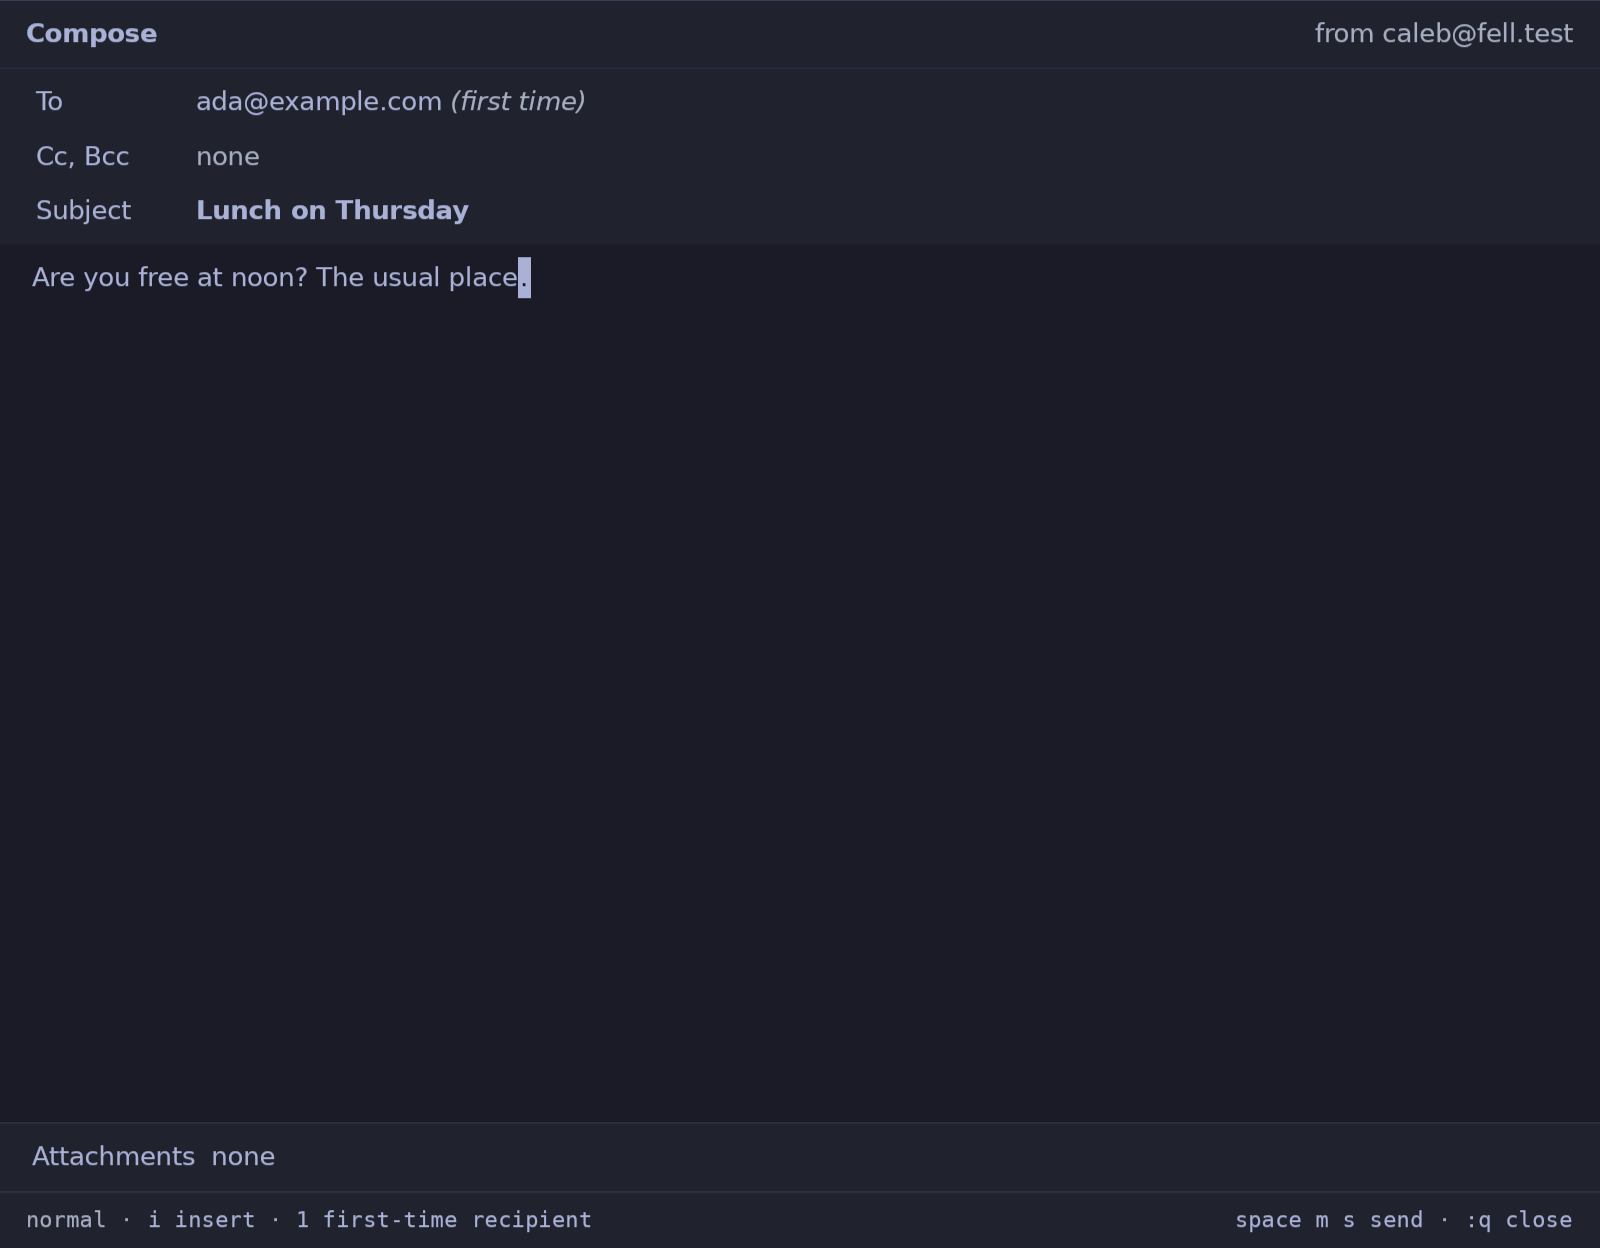 Compose from caleb@fell.test
To ada@example.com (first time)
Cc, Bcc none
Subject Lunch on Thursday
Are you free at noon? The usual place.
Attachments none
normal · i insert · 1 first-time recipient space m s send · :q close